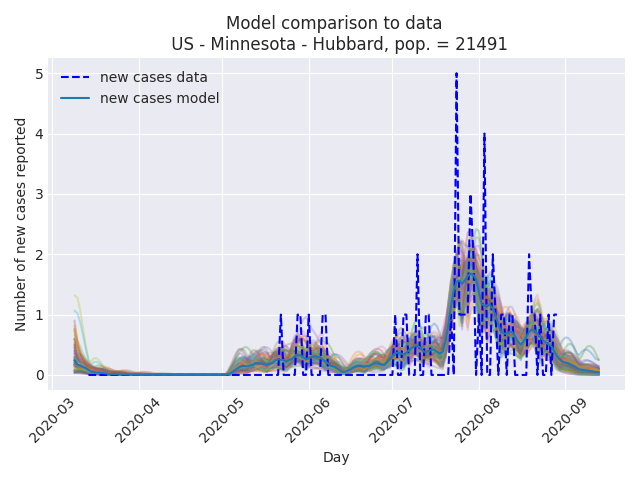 Model comparison to data
US - Minnesota - Hubbard, pop. = 21491
new cases data
new cases model
Number of new cases reported
5
4
3
2
1
0
2020-03
2020-04
2020-05
2020-06
2020-07
2020-08
2020-09
Day